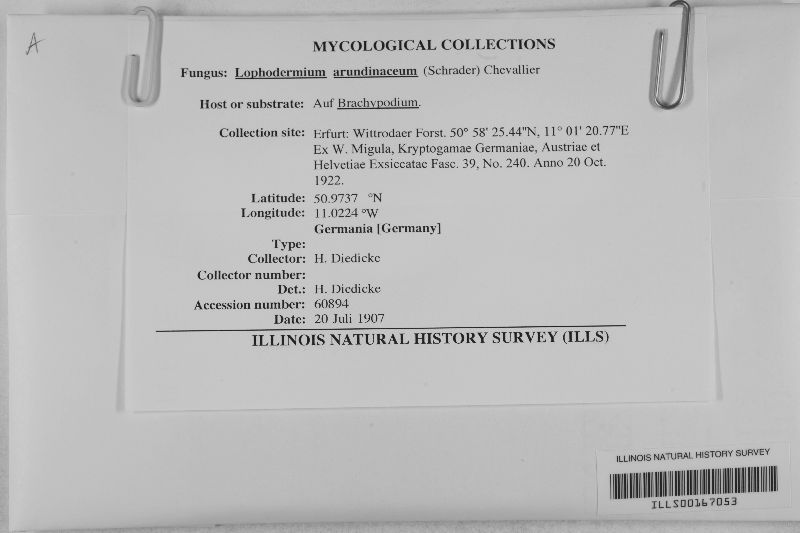 A
MYCOLOGICAL COLLECTIONS
Fungus: Lophodermium arundinaceum (Schrader) Chevallier
Host or substrate: Auf Brachypodium.
Collection site: Erfurt: Wittrodaer Forst. 50° 58' 25.44"N, 11° 01' 20.77"E
Ex W. Migula, Kryptogamae Germaniae, Austriae et
Helvetiae Exsiccatae Fasc. 39, No. 240. Anno 20 Oct.
1922.
Latitude: 50.9737 °N
Longitude: 11.0224 °W
Germania [Germany]
Type:
Collector: H. Diedicke
Collector number:
Det.: H. Diedicke
Accession number: 60894
Date: 20 Juli 1907
ILLINOIS NATURAL HISTORY SURVEY (ILLS)
ILLINOIS NATURAL HISTORY SURVEY
ILLS00167053